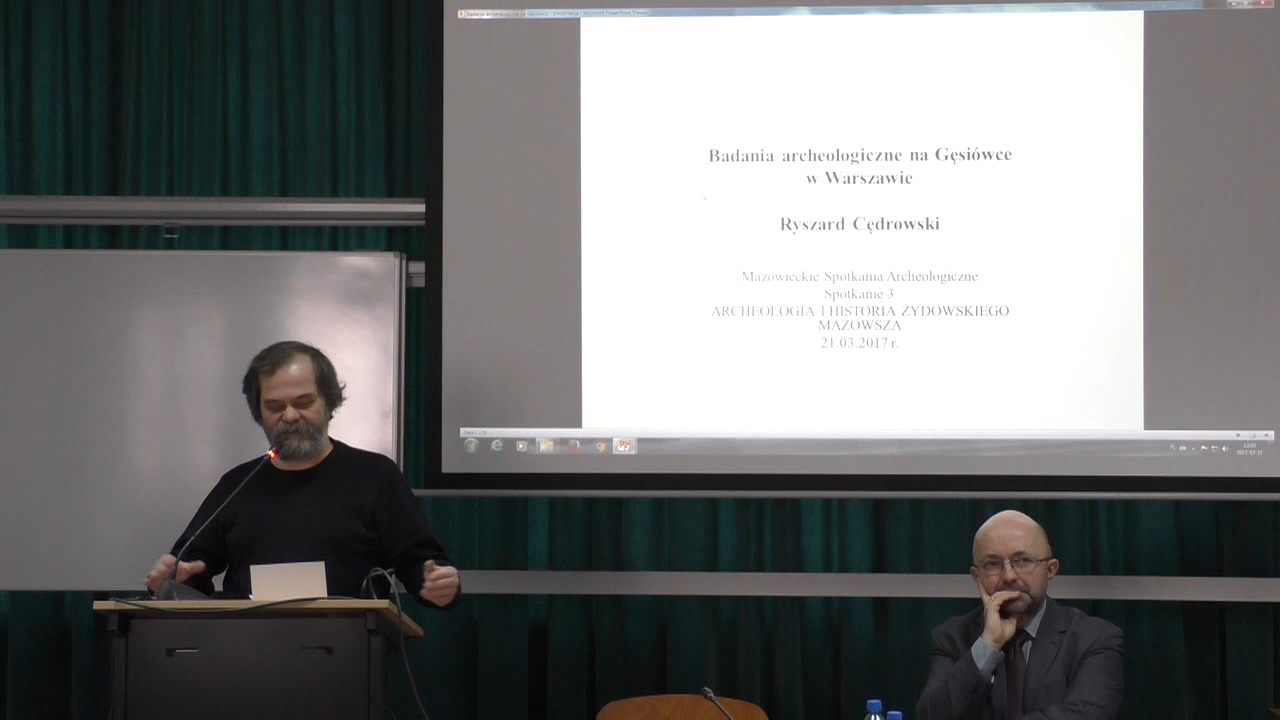 Badania archeologiczne na Gęsiówce
w Warszawie
Ryszard Cędrowski
Mazowieckie Spotkania Archeologiczne
Spotkanie 3
ARCHEOLOGIA I HISTORIA ŻYDOWSKIEGO
MAZOWSZA
21.03.2017 r.